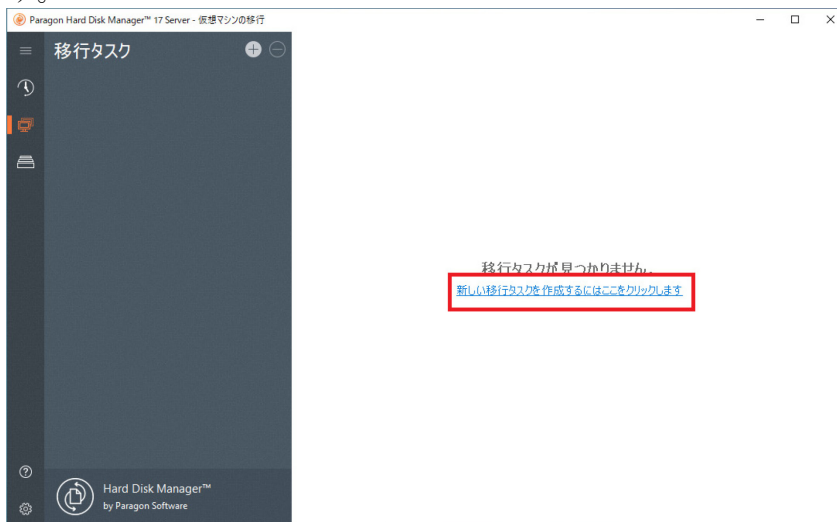 Paragon Hard Disk Manager™ 17 Server - 仮想マシンの移行
移行タスク
移行タスクが見つかりません。
新しい移行タスクを作成するにはここをクリックします
Hard Disk Manager™
by Paragon Software